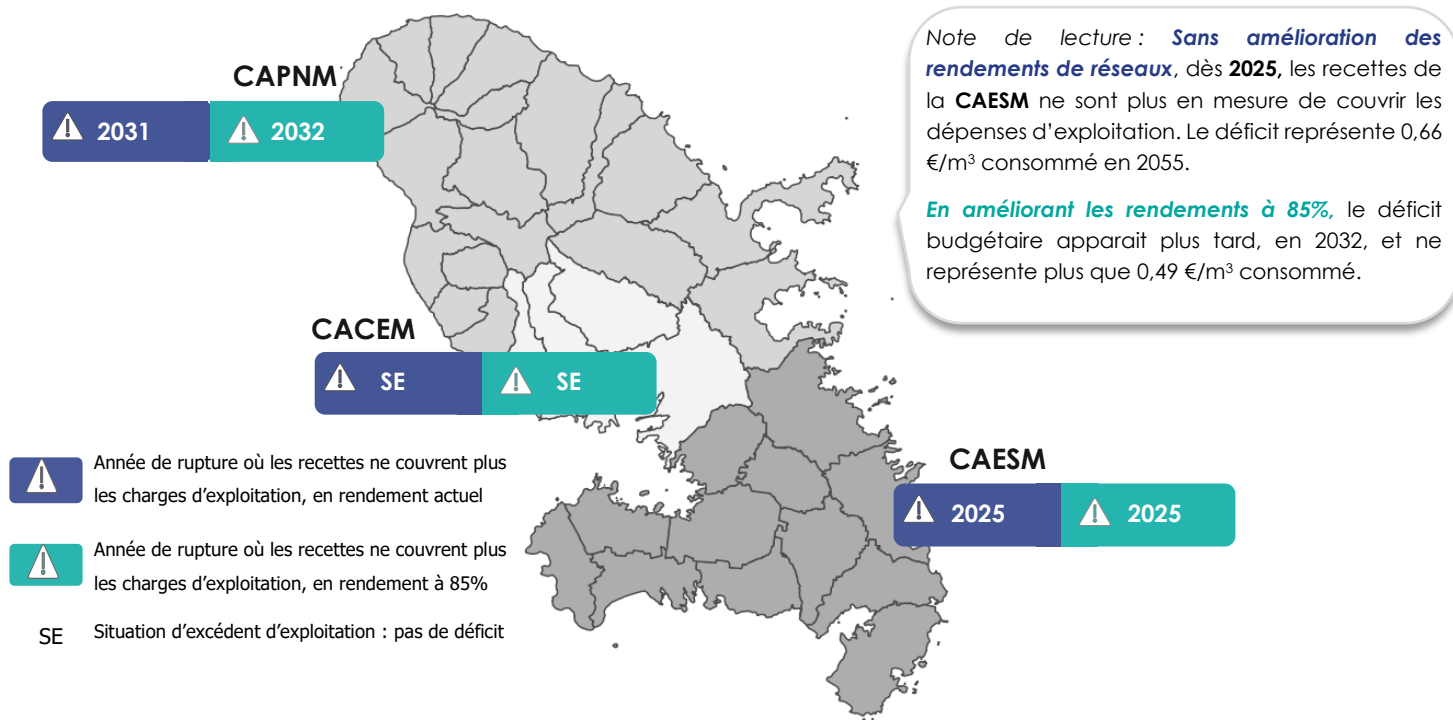 Note de lecture : Sans amélioration des
rendements de réseaux, dès 2025, les recettes de
la CAESM ne sont plus en mesure de couvrir les
dépenses d’exploitation. Le déficit représente 0,66
€/m³ consommé en 2055.
En améliorant les rendements à 85%, le déficit
budgétaire apparait plus tard, en 2032, et ne
représente plus que 0,49 €/m³ consommé.
CAPNM
2031 2032
CACEM
SE SE
CAESM
2025 2025
Année de rupture où les recettes ne couvrent plus
les charges d’exploitation, en rendement actuel
Année de rupture où les recettes ne couvrent plus
les charges d’exploitation, en rendement à 85%
SE Situation d’excédent d’exploitation : pas de déficit